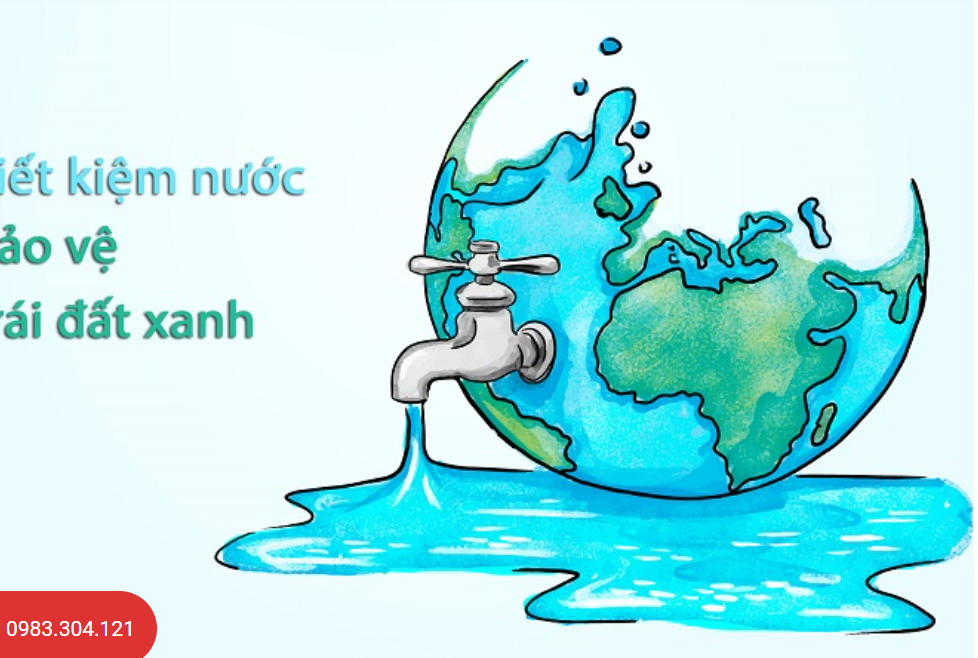 iết kiệm nước
ảo vệ
rái đất xanh
0983.304.121